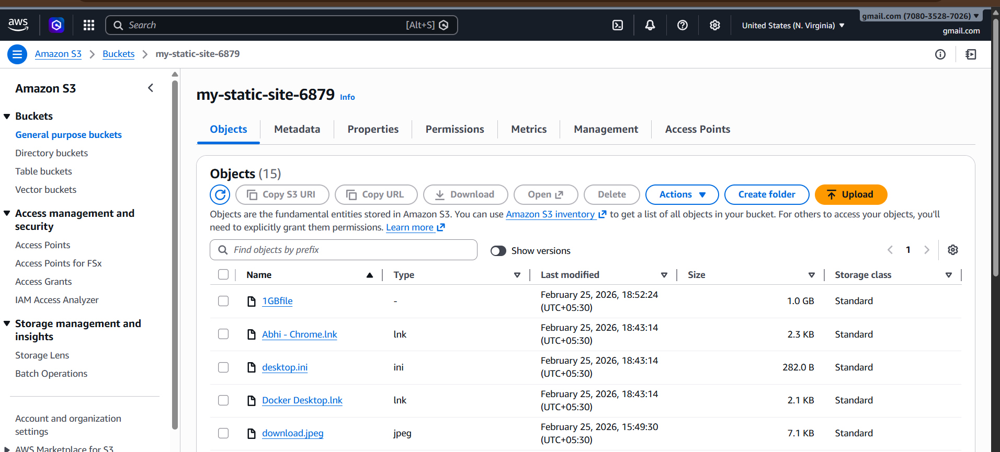 aws
Search
[Alt+S]
United States (N. Virginia)
gmail.com (7080-3528-7026)
gmail.com
Amazon S3
Buckets
my-static-site-6879
Amazon S3
Buckets
General purpose buckets
Directory buckets
Table buckets
Vector buckets
Access management and
security
Access Points
Access Points for FSx
Access Grants
IAM Access Analyzer
Storage management and
insights
Storage Lens
Batch Operations
Account and organization
settings
AWS Marketplace for S3
my-static-site-6879 Info
Objects
Metadata
Properties
Permissions
Metrics
Management
Access Points
Objects (15)
Copy S3 URI
Copy URL
Download
Open
Delete
Actions
Create folder
Upload
Objects are the fundamental entities stored in Amazon S3. You can use Amazon S3 inventory to get a list of all objects in your bucket. For others to access your objects, you'll
need to explicitly grant them permissions. Learn more
Find objects by prefix
Show versions
1
Name Type Last modified Size Storage class
1GBfile - February 25, 2026, 18:52:24 1.0 GB Standard
(UTC+05:30)
Abhi - Chrome.lnk lnk February 25, 2026, 18:43:14 2.3 KB Standard
(UTC+05:30)
desktop.ini ini February 25, 2026, 18:43:14 282.0 B Standard
(UTC+05:30)
Docker Desktop.lnk lnk February 25, 2026, 18:43:14 2.1 KB Standard
(UTC+05:30)
download.jpeg jpeg February 25, 2026, 15:49:30 7.1 KB Standard
(UTC+05:30)